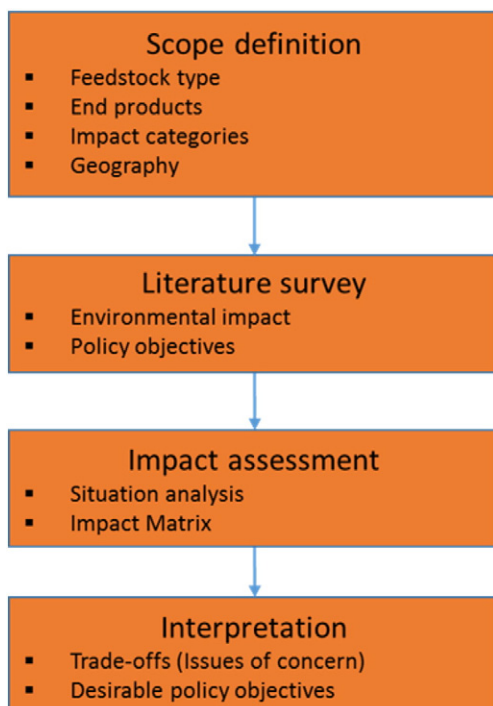 Scope definition
▪ Feedstock type
▪ End products
▪ Impact categories
▪ Geography
Literature survey
▪ Environmental impact
▪ Policy objectives
Impact assessment
▪ Situation analysis
▪ Impact Matrix
Interpretation
▪ Trade-offs (Issues of concern)
▪ Desirable policy objectives